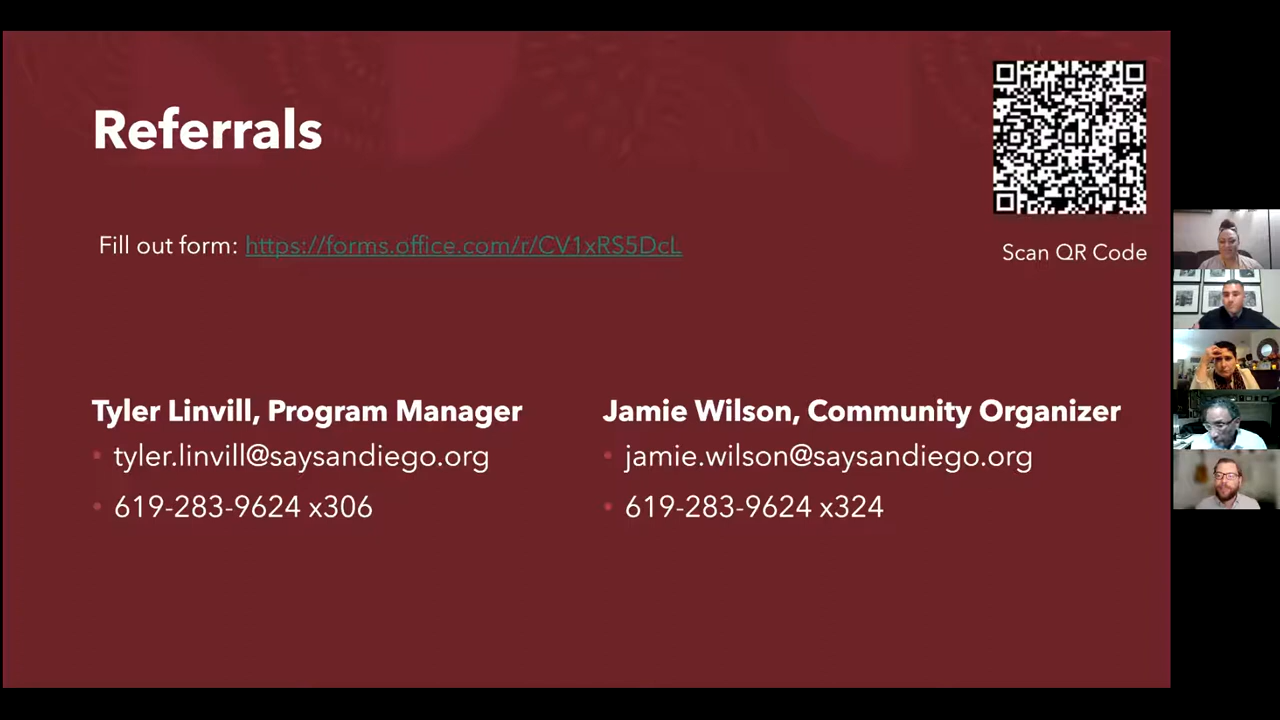 Referrals
Fill out form: https://forms.office.com/r/CV1xRS5DcL
Scan QR Code
Tyler Linvill, Program Manager
• tyler.linvill@saysandiego.org
• 619-283-9624 x306
Jamie Wilson, Community Organizer
• jamie.wilson@saysandiego.org
• 619-283-9624 x324